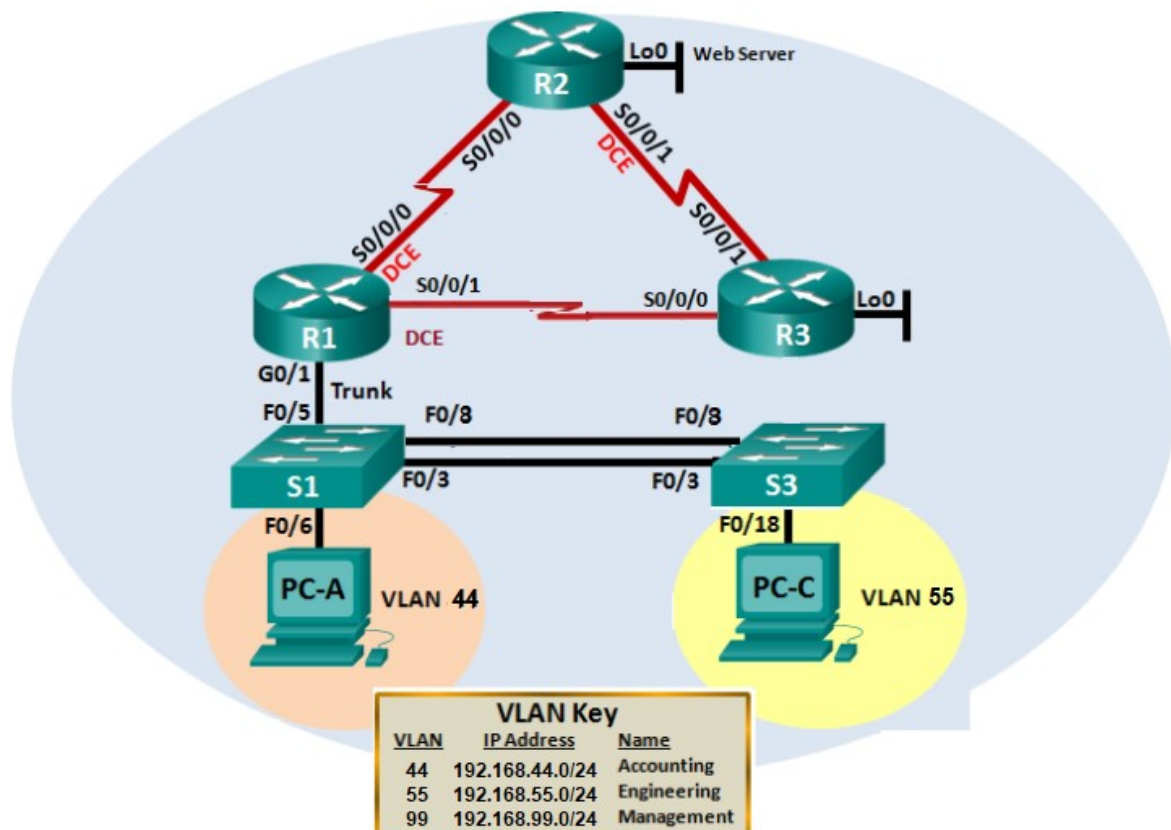 Lo0
Web Server
R2
S0/0/0
S0/0/1
DCE
S0/0/0
DCE
S0/0/1
S0/0/1
S0/0/0
Lo0
R1
DCE
R3
G0/1
Trunk
F0/5
F0/8
F0/8
F0/3
F0/3
S1
S3
F0/6
F0/18
PC-A
VLAN 44
PC-C
VLAN 55
VLAN Key
VLAN IP Address Name
44 192.168.44.0/24 Accounting
55 192.168.55.0/24 Engineering
99 192.168.99.0/24 Management